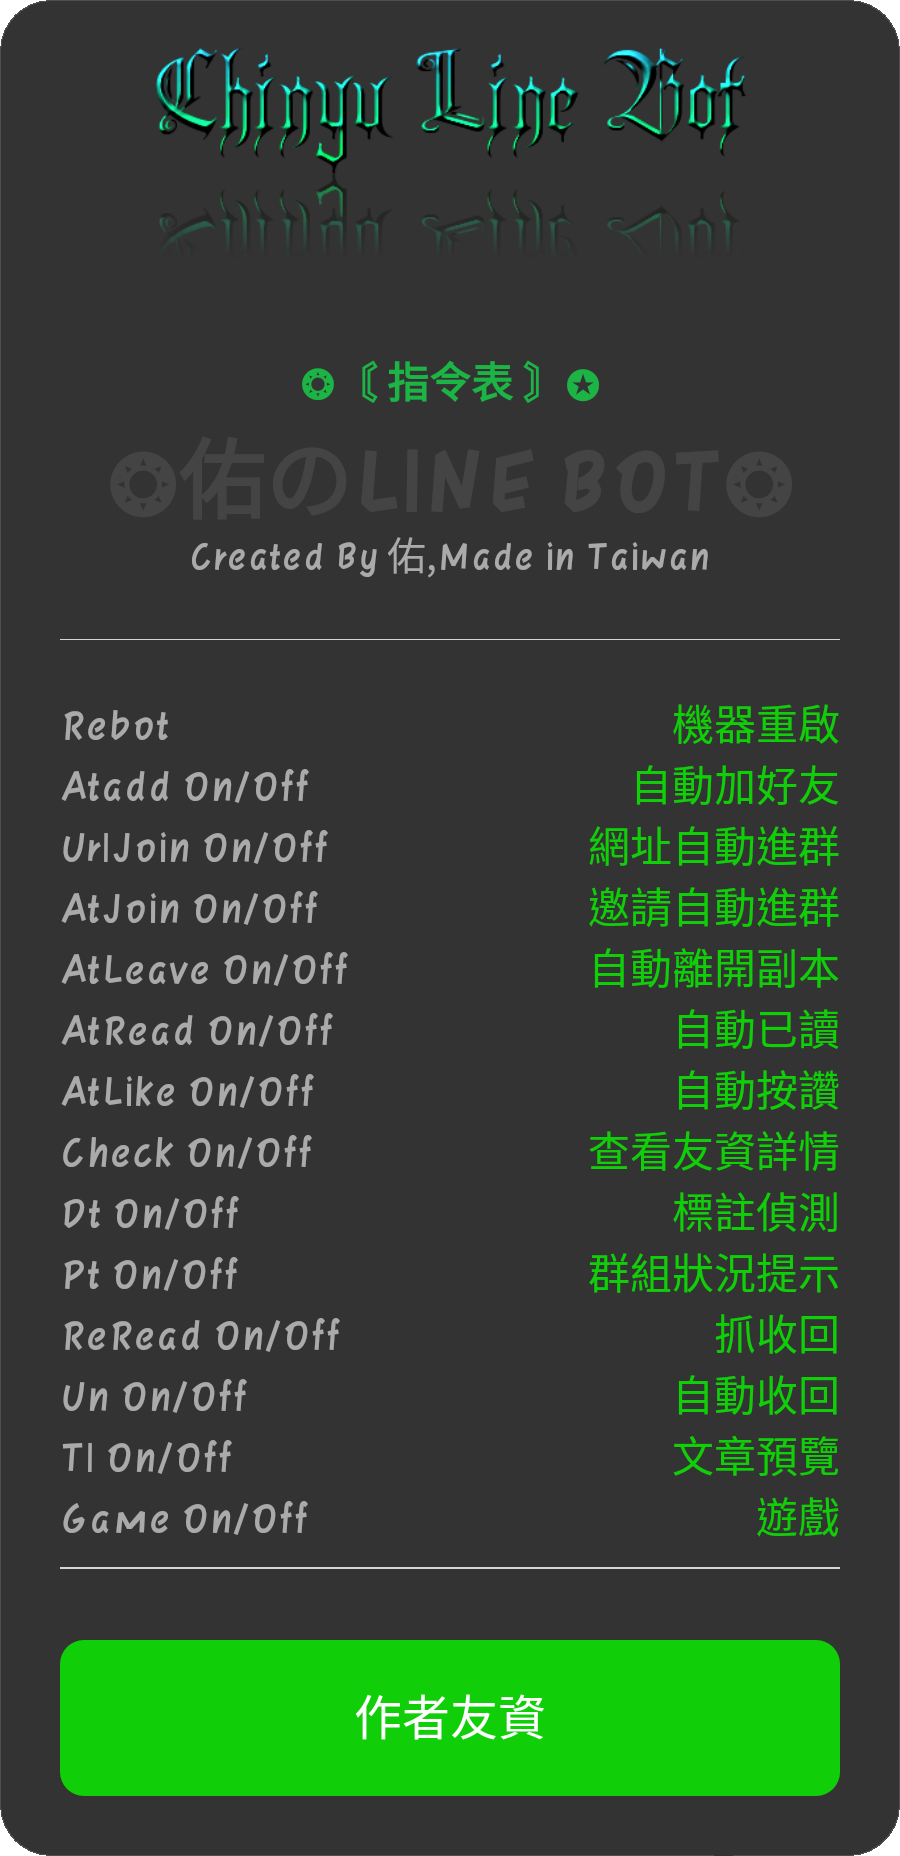 Chinyu Line Bot
❂〘指令表〙✪
❂佑のLINE BOT❂
Created By 佑,Made in Taiwan
Rebot 機器重啟
Atadd On/Off 自動加好友
UrlJoin On/Off 網址自動進群
AtJoin On/Off 邀請自動進群
AtLeave On/Off 自動離開副本
AtRead On/Off 自動已讀
AtLike On/Off 自動按讚
Check On/Off 查看友資詳情
Dt On/Off 標註偵測
Pt On/Off 群組狀況提示
ReRead On/Off 抓收回
Un On/Off 自動收回
Tl On/Off 文章預覽
Game On/Off 遊戲
作者友資